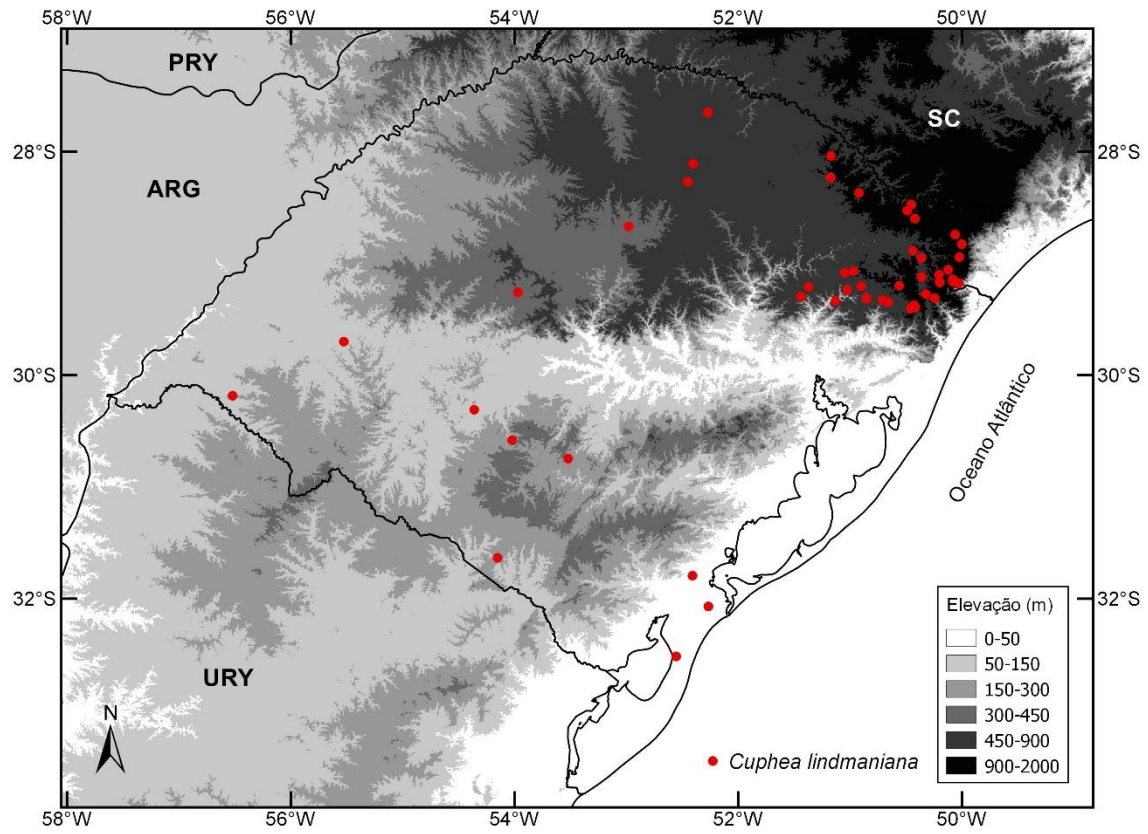 58°W 56°W 54°W 52°W 50°W
PRY
SC
28°S 28°S
ARG
30°S 30°S
Oceano Atlântico
32°S 32°S
URY
N
Cuphea lindmaniana
Elevação (m)
0-50
50-150
150-300
300-450
450-900
900-2000
58°W 56°W 54°W 52°W 50°W